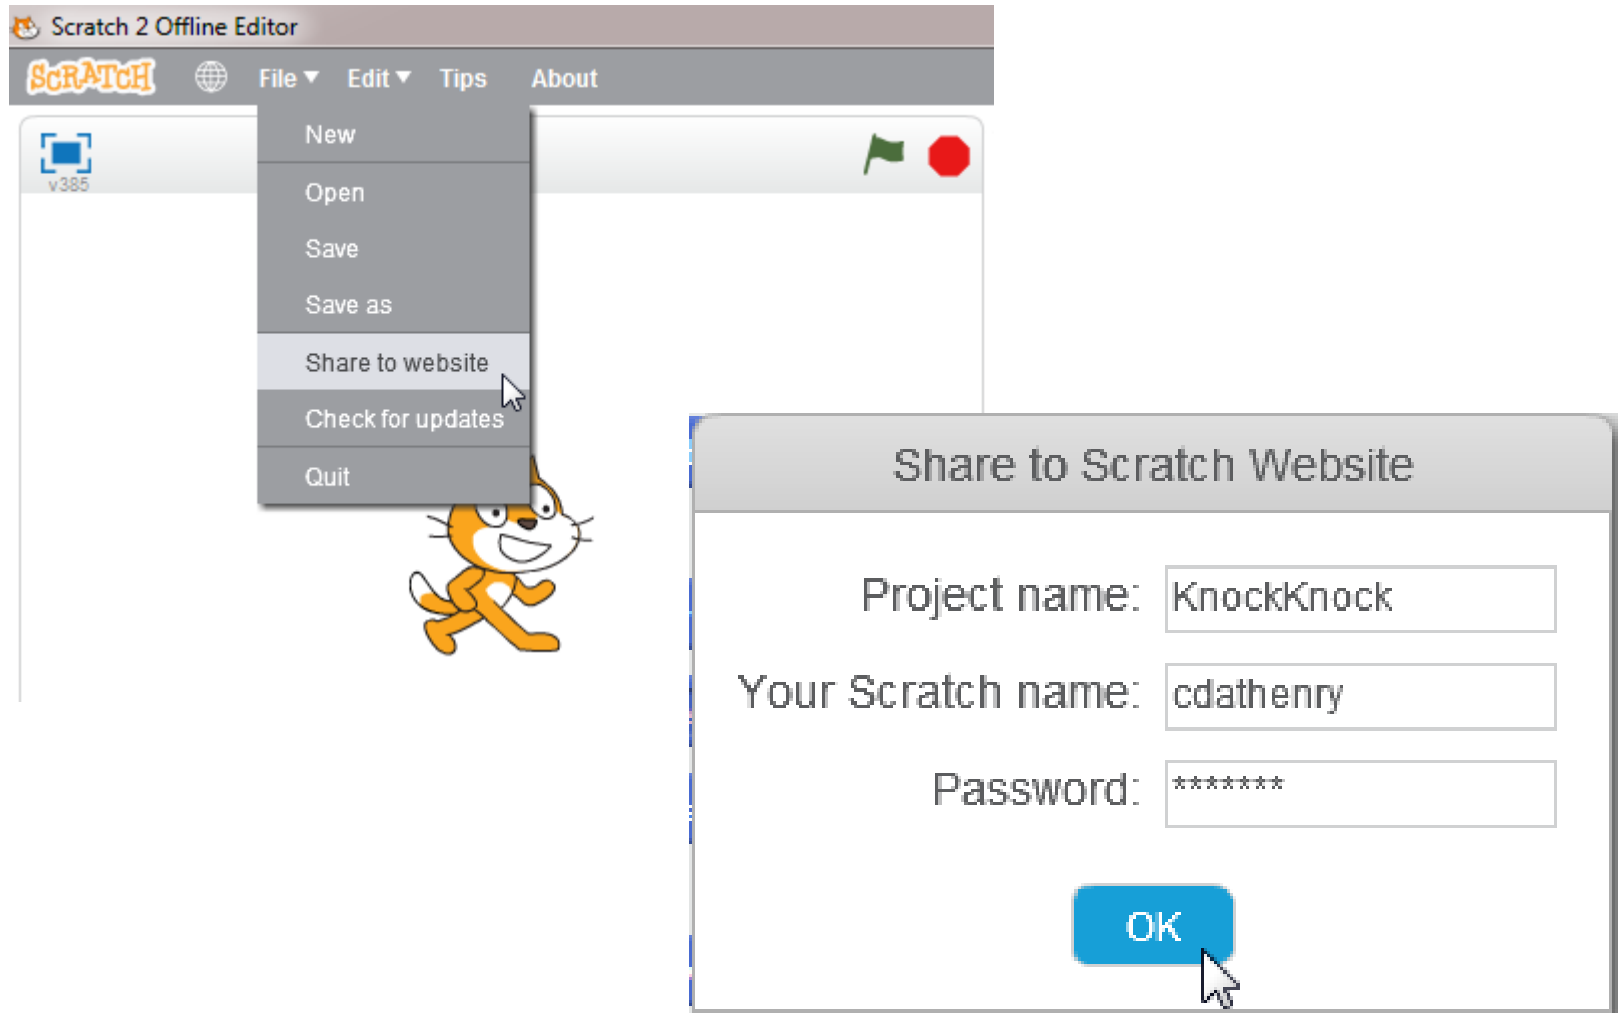 Scratch 2 Offline Editor
SCRATCH File Edit Tips About
New
v385
Open
Save
Save as
Share to website
Check for updates
Quit
Share to Scratch Website
Project name: KnockKnock
Your Scratch name: cdathenry
Password: *******
OK